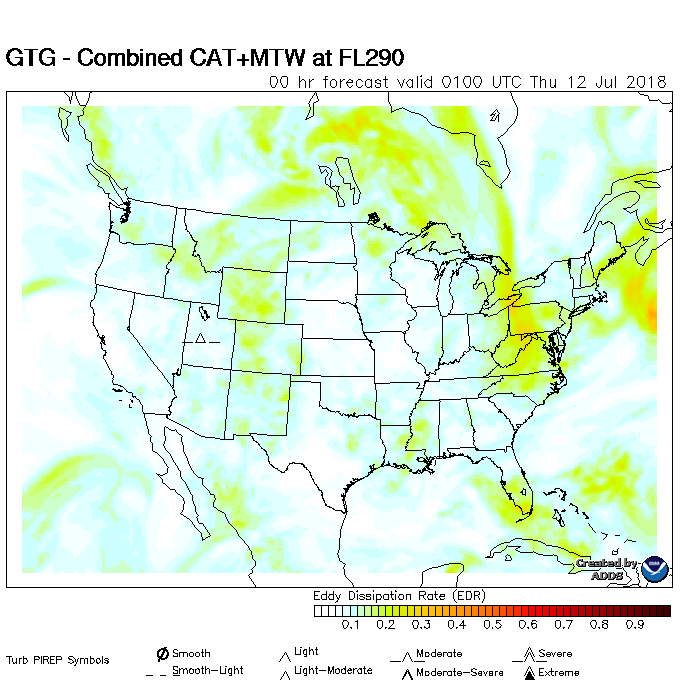 GTG - Combined CAT+MTW at FL290
00 hr forecast valid 0100 UTC Thu 12 Jul 2018
Created by
ADDS
Eddy Dissipation Rate (EDR)
0.1 0.2 0.3 0.4 0.5 0.6 0.7 0.8 0.9
Turb PIREP Symbols
Smooth Light Moderate Severe
Smooth-Light Light-Moderate Moderate-Severe Extreme